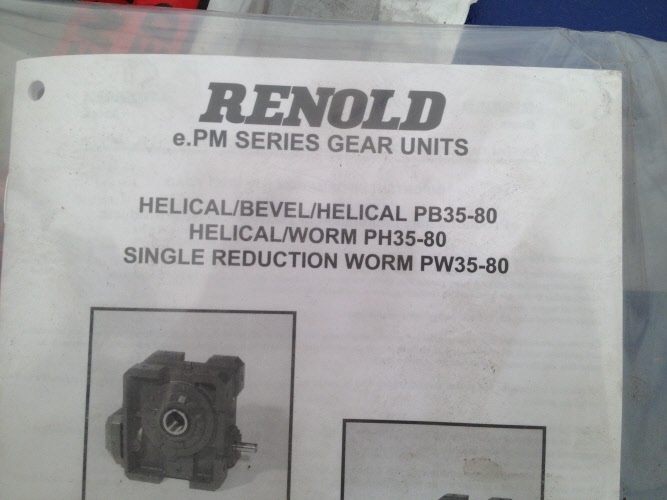 RENOLD
e.PM SERIES GEAR UNITS
HELICAL/BEVEL/HELICAL PB35-80
HELICAL/WORM PH35-80
SINGLE REDUCTION WORM PW35-80